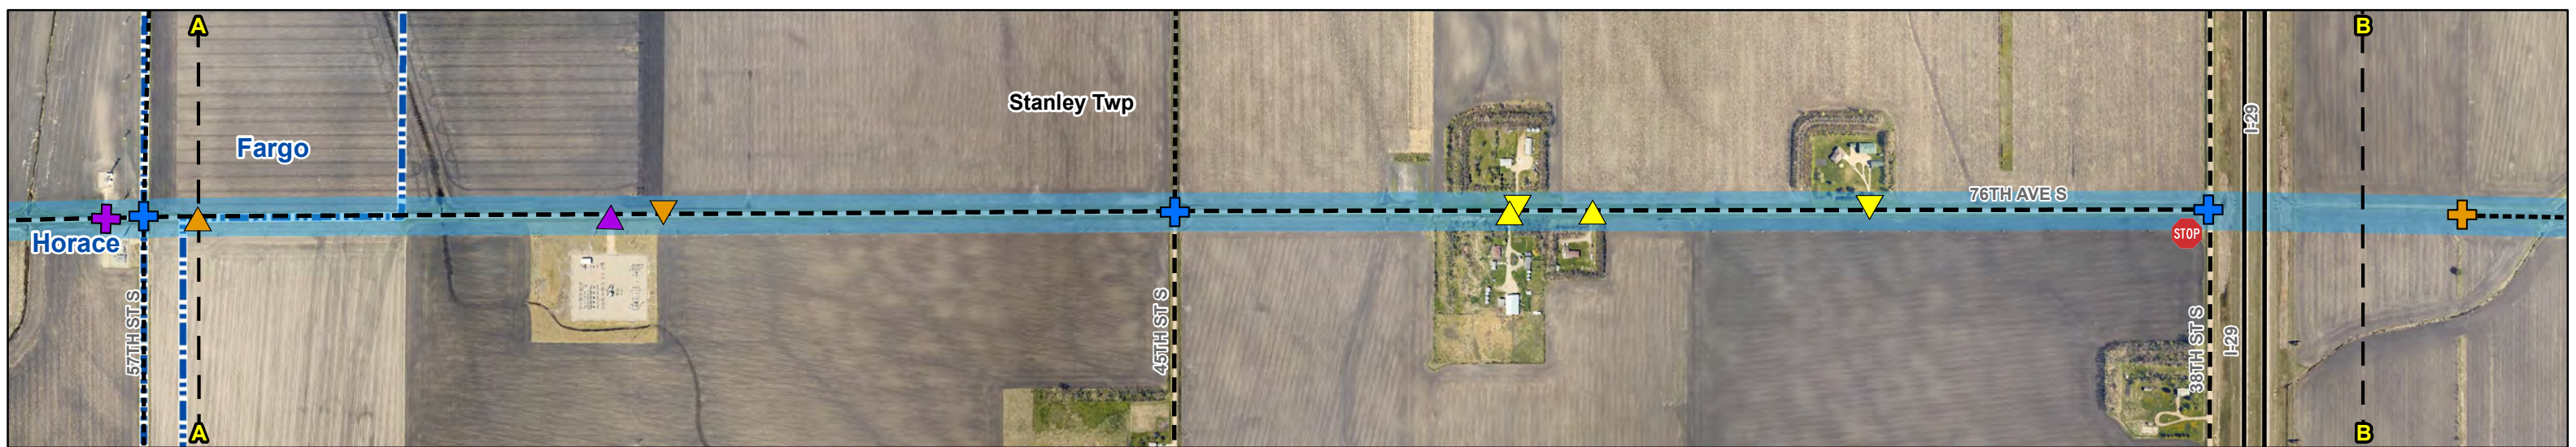 A
B
Stanley Twp
I-29
Fargo
76TH AVE S
Horace
STOP
57TH ST S
45TH ST S
38TH ST S
I-29
A
B